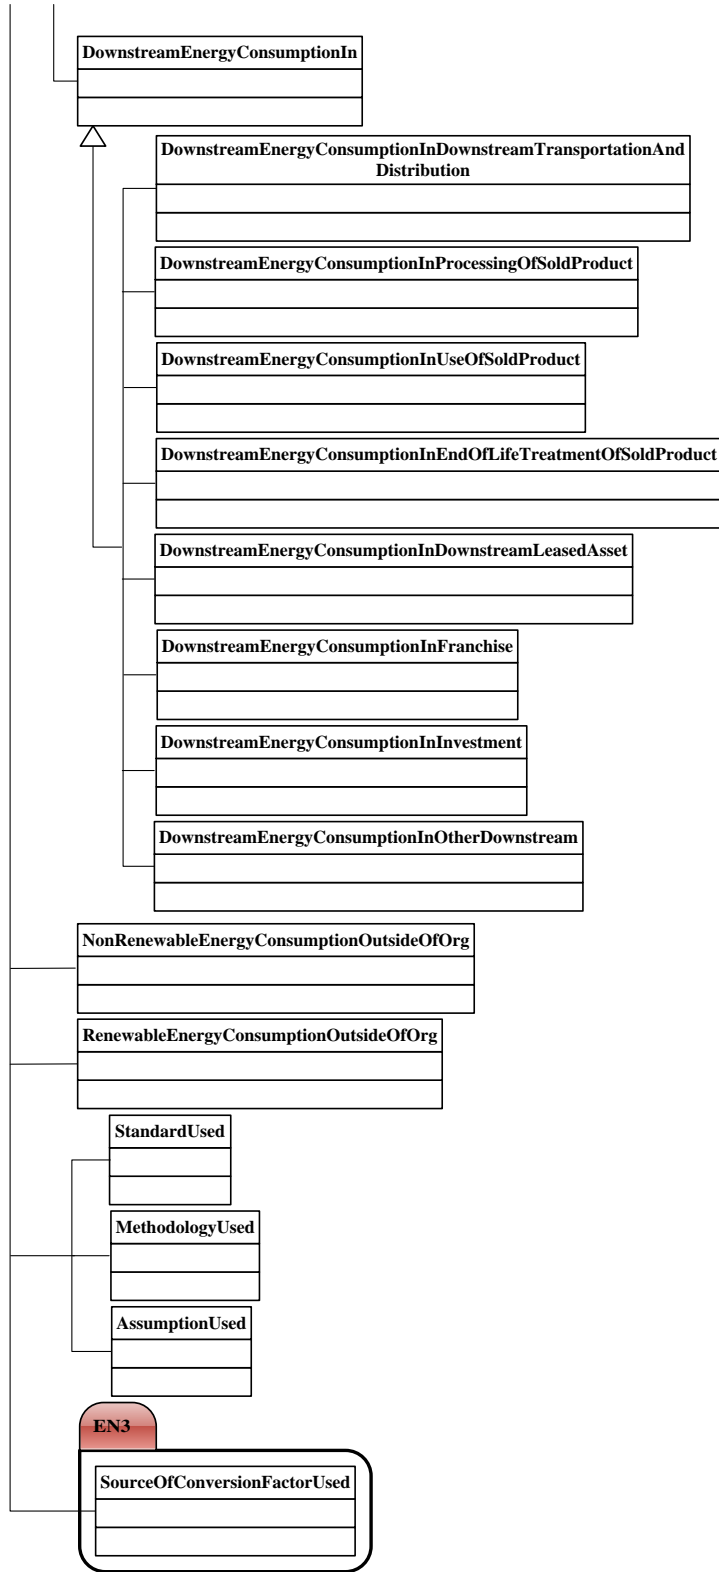 DownstreamEnergyConsumptionIn
DownstreamEnergyConsumptionInDownstreamTransportationAnd
Distribution
DownstreamEnergyConsumptionInProcessingOfSoldProduct
DownstreamEnergyConsumptionInUseOfSoldProduct
DownstreamEnergyConsumptionInEndOfLifeTreatmentOfSoldProduct
DownstreamEnergyConsumptionInDownstreamLeasedAsset
DownstreamEnergyConsumptionInFranchise
DownstreamEnergyConsumptionInInvestment
DownstreamEnergyConsumptionInOtherDownstream
NonRenewableEnergyConsumptionOutsideOfOrg
RenewableEnergyConsumptionOutsideOfOrg
StandardUsed
MethodologyUsed
AssumptionUsed
EN3
SourceOfConversionFactorUsed